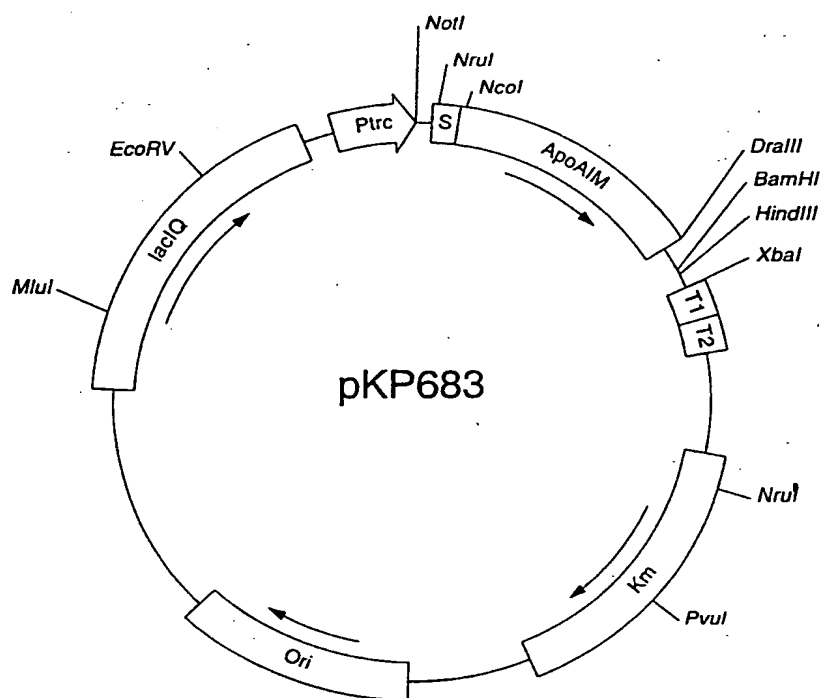 NotI
NruI
NcoI
Ptrc
S
ApoAIM
DraIII
BamHI
HindIII
XbaI
T1
T2
EcoRV
lacIQ
MluI
pKP683
NruI
Km
PvuI
Ori